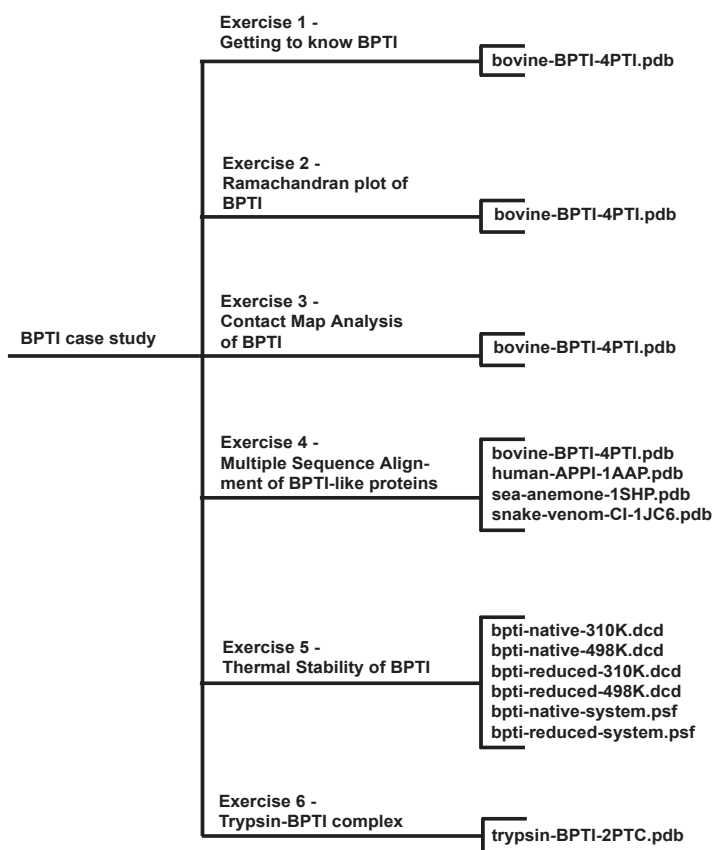 Exercise 1 -
Getting to know BPTI
bovine-BPTI-4PTI.pdb
Exercise 2 -
Ramachandran plot of
BPTI
bovine-BPTI-4PTI.pdb
BPTI case study
Exercise 3 -
Contact Map Analysis
of BPTI
bovine-BPTI-4PTI.pdb
Exercise 4 -
Multiple Sequence Align-
ment of BPTI-like proteins
bovine-BPTI-4PTI.pdb
human-APPI-1AAP.pdb
sea-anemone-1SHP.pdb
snake-venom-CI-1JC6.pdb
Exercise 5 -
Thermal Stability of BPTI
bpti-native-310K.dcd
bpti-native-498K.dcd
bpti-reduced-310K.dcd
bpti-reduced-498K.dcd
bpti-native-system.psf
bpti-reduced-system.psf
Exercise 6 -
Trypsin-BPTI complex
trypsin-BPTI-2PTC.pdb